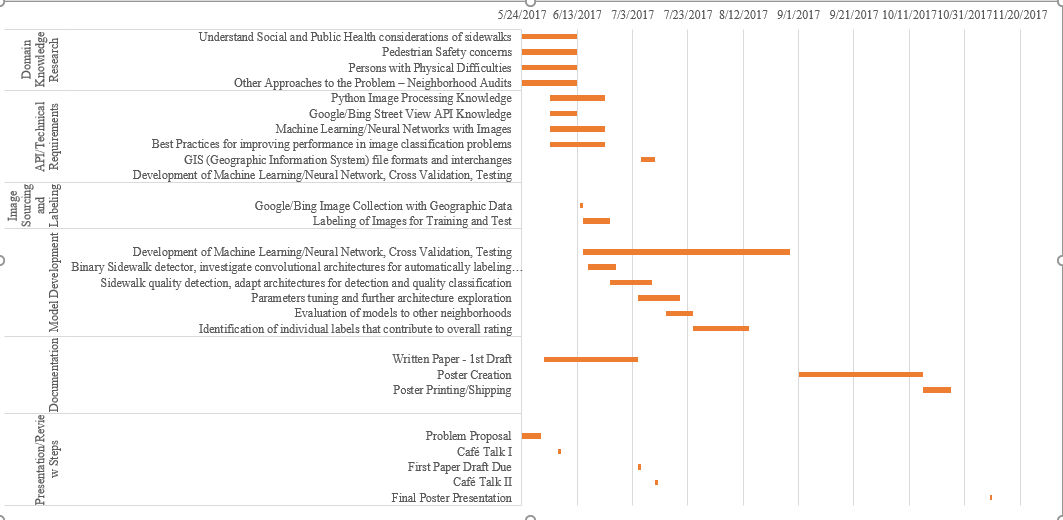 5/24/2017 6/13/2017 7/3/2017 7/23/2017 8/12/2017 9/1/2017 9/21/2017 10/11/2017 10/31/2017 11/20/2017
Domain
Knowledge
Research
Understand Social and Public Health considerations of sidewalks
Pedestrian Safety concerns
Persons with Physical Difficulties
Other Approaches to the Problem – Neighborhood Audits
API/Technical
Requirements
Python Image Processing Knowledge
Google/Bing Street View API Knowledge
Machine Learning/Neural Networks with Images
Best Practices for improving performance in image classification problems
GIS (Geographic Information System) file formats and interchanges
Development of Machine Learning/Neural Network, Cross Validation, Testing
Image
Sourcing
and
Labeling
Google/Bing Image Collection with Geographic Data
Labeling of Images for Training and Test
Model Development
Development of Machine Learning/Neural Network, Cross Validation, Testing
Binary Sidewalk detector, investigate convolutional architectures for automatically labeling…
Sidewalk quality detection, adapt architectures for detection and quality classification
Parameters tuning and further architecture exploration
Evaluation of models to other neighborhoods
Identification of individual labels that contribute to overall rating
Documentation
Written Paper - 1st Draft
Poster Creation
Poster Printing/Shipping
Presentation/Revie
w Steps
Problem Proposal
Café Talk I
First Paper Draft Due
Café Talk II
Final Poster Presentation